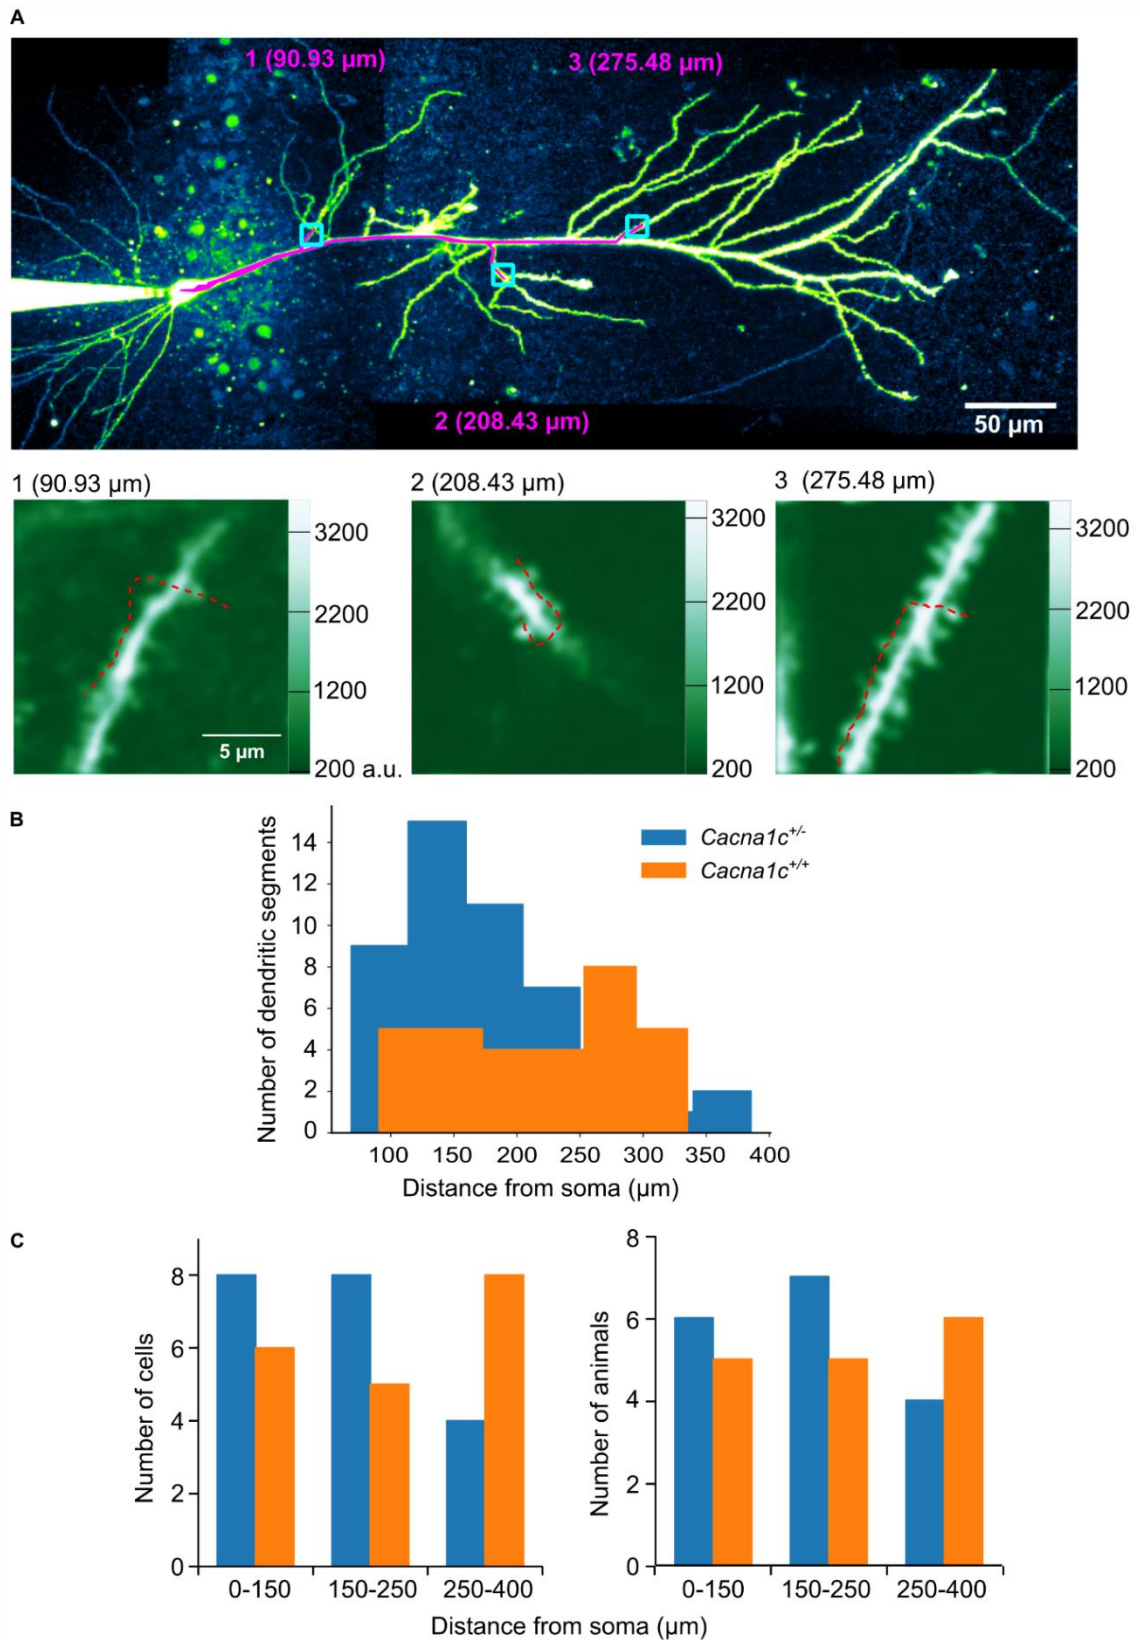 A
1 (90.93 µm)
3 (275.48 µm)
2 (208.43 µm)
50 µm
1 (90.93 µm)
2 (208.43 µm)
3 (275.48 µm)
3200
2200
1200
200 a.u.
5 µm
3200
2200
1200
200
3200
2200
1200
200
B
Number of dendritic segments
14
12
10
8
6
4
2
0
Cacna1c+/-
Cacna1c+/+
100 150 200 250 300 350 400
Distance from soma (µm)
C
Number of cells
8
6
4
2
0
0-150 150-250 250-400
Number of animals
8
6
4
2
0
0-150 150-250 250-400
Distance from soma (µm)